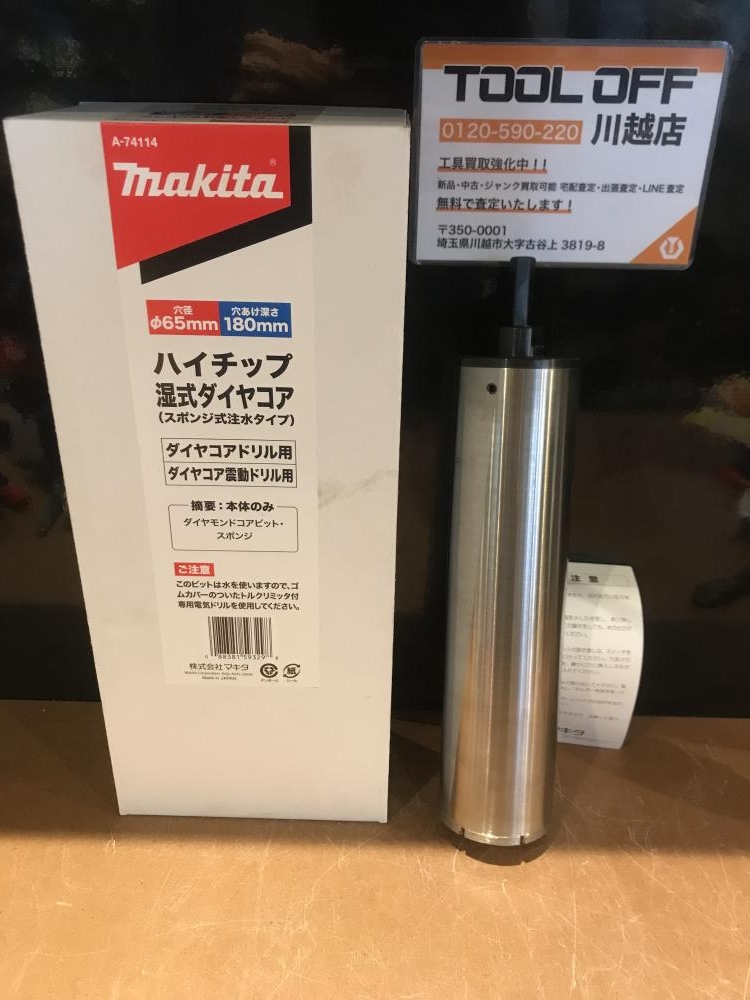 A-74114
makita®
穴径
φ65mm
穴あけ深さ
180mm
ハイチップ
湿式ダイヤコア
(スポンジ式注水タイプ)
ダイヤコアドリル用
ダイヤコア震動ドリル用
摘要:本体のみ
ダイヤモンドコアビット・
スポンジ
ご注意
このビットは水を使いますので、ゴ
ムカバーのついたトルクリミッタ付
専用電気ドリルを使用してください。
0 88381 59329
株式会社マキタ
Made in JAPAN
紙
TOOL OFF
0120-590-220 川越店
工具買取強化中!!
新品・中古・ジャンク買取可能 宅配査定・出張査定・LINE査定
無料で査定いたします!
〒350-0001
埼玉県川越市大字古谷上 3819-8
注 意